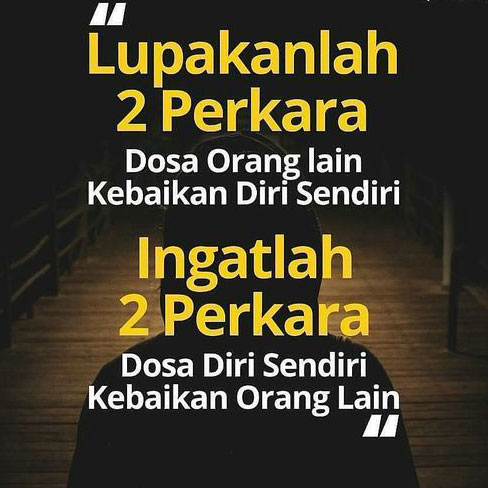 “
Lupakanlah
2 Perkara
Dosa Orang lain
Kebaikan Diri Sendiri
Ingatlah
2 Perkara
Dosa Diri Sendiri
Kebaikan Orang Lain
”